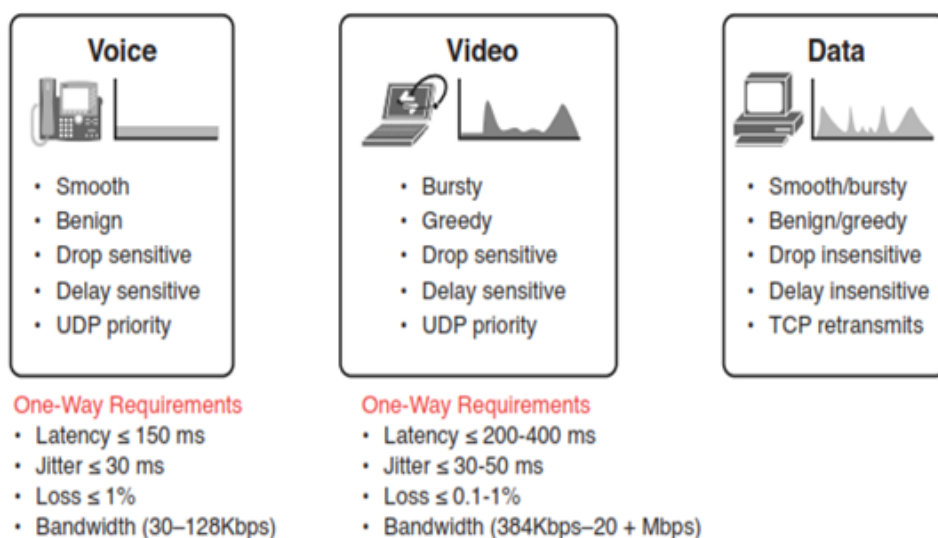 Voice
• Smooth
• Benign
• Drop sensitive
• Delay sensitive
• UDP priority
One-Way Requirements
• Latency ≤ 150 ms
• Jitter ≤ 30 ms
• Loss ≤ 1%
• Bandwidth (30–128Kbps)
Video
• Bursty
• Greedy
• Drop sensitive
• Delay sensitive
• UDP priority
One-Way Requirements
• Latency ≤ 200-400 ms
• Jitter ≤ 30-50 ms
• Loss ≤ 0.1-1%
• Bandwidth (384Kbps–20 + Mbps)
Data
• Smooth/bursty
• Benign/greedy
• Drop insensitive
• Delay insensitive
• TCP retransmits